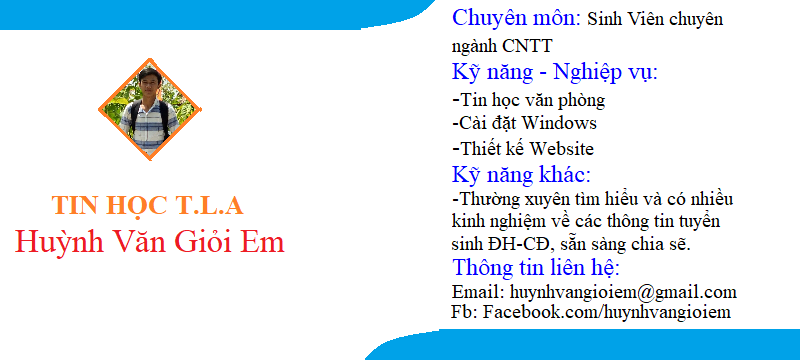 TIN HỌC T.L.A
Huỳnh Văn Giỏi Em
Chuyên môn: Sinh Viên chuyên
ngành CNTT
Kỹ năng - Nghiệp vụ:
-Tin học văn phòng
-Cài đặt Windows
-Thiết kế Website
Kỹ năng khác:
-Thường xuyên tìm hiểu và có nhiều
kinh nghiệm về các thông tin tuyển
sinh ĐH-CĐ, sẵn sàng chia sẽ.
Thông tin liên hệ:
Email: huynhvangioiem@gmail.com
Fb: Facebook.com/huynhvangioiem